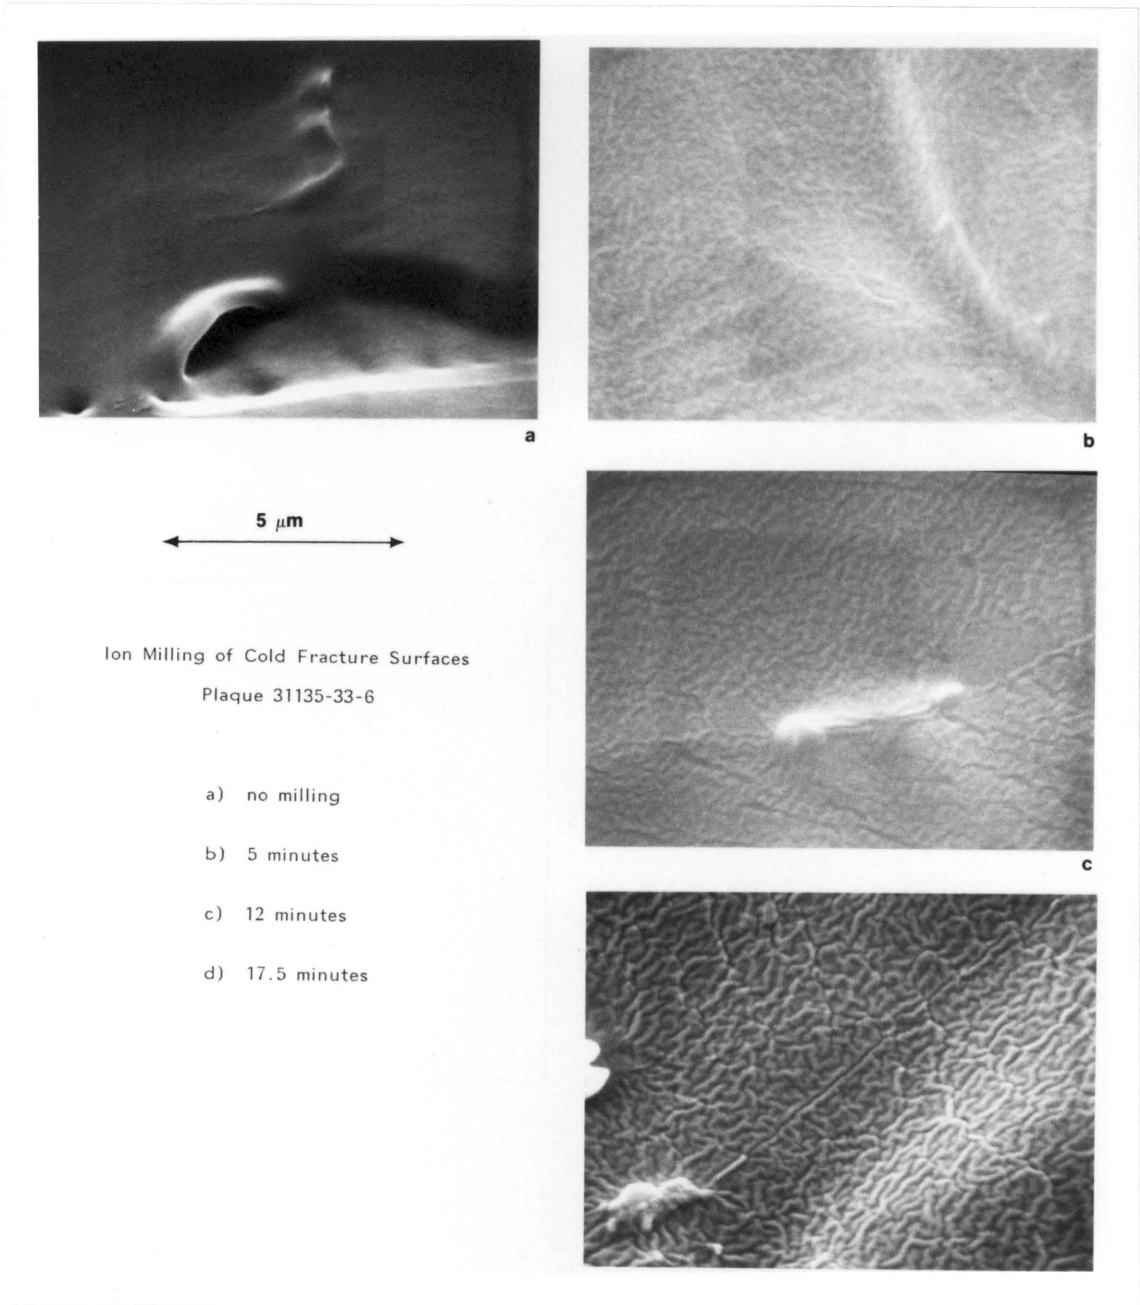 a
b
5 μm
Ion Milling of Cold Fracture Surfaces
Plaque 31135-33-6
a) no milling
b) 5 minutes
c) 12 minutes
d) 17.5 minutes
c